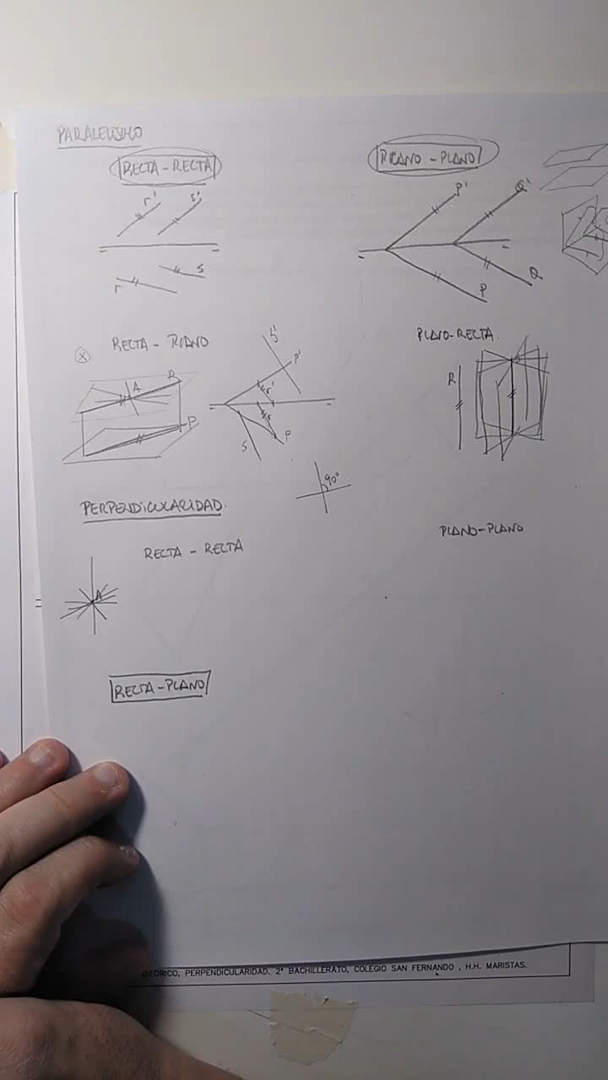 PARALELISMO
RECTA-RECTA
PLANO-PLANO
r' s'
r s
P' Q'
P Q
RECTA - PLANO
PLANO-RECTA
R
A
P
s'
P'
r'
r
s
P
R
90°
PERPENDICULARIDAD.
RECTA - RECTA
PLANO-PLANO
A
RECTA-PLANO
PERPENDICULARIDAD. 2º BACHILLERATO, COLEGIO SAN FERNANDO , H.H. MARISTAS.